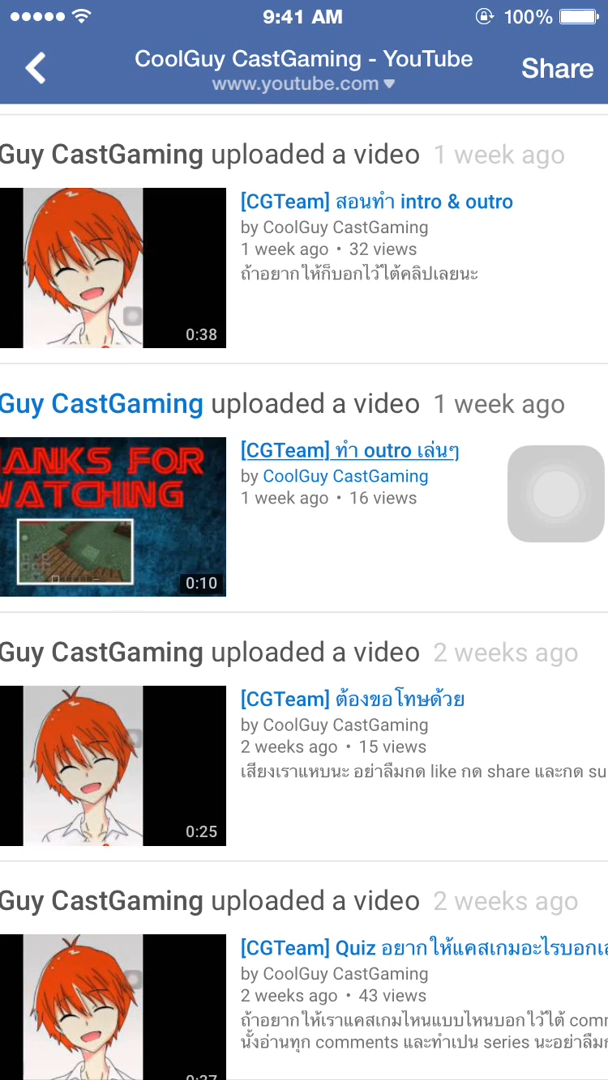 9:41 AM
100%
CoolGuy CastGaming - YouTube
www.youtube.com
Share
Guy CastGaming uploaded a video 1 week ago
[CGTeam] สอนทำ intro & outro
by CoolGuy CastGaming
1 week ago • 32 views
ถ้าอยากให้ก็บอกไว้ใต้คลิปเลยนะ
0:38
Guy CastGaming uploaded a video 1 week ago
ANKS FOR
WATCHING
0:10
[CGTeam] ทำ outro เล่นๆ
by CoolGuy CastGaming
1 week ago • 16 views
Guy CastGaming uploaded a video 2 weeks ago
[CGTeam] ต้องขอโทษด้วย
by CoolGuy CastGaming
2 weeks ago • 15 views
เสียงเราแหบนะ อย่าลืมกด like กด share และกด su
0:25
Guy CastGaming uploaded a video 2 weeks ago
[CGTeam] Quiz อยากให้แคสเกมอะไรบอกเล
by CoolGuy CastGaming
2 weeks ago • 43 views
ถ้าอยากให้เราแคสเกมไหนแบบไหนบอกไว้ใต้ comm
นั้งอ่านทุก comments และทำเปน series นะอย่าลืมก
0:37